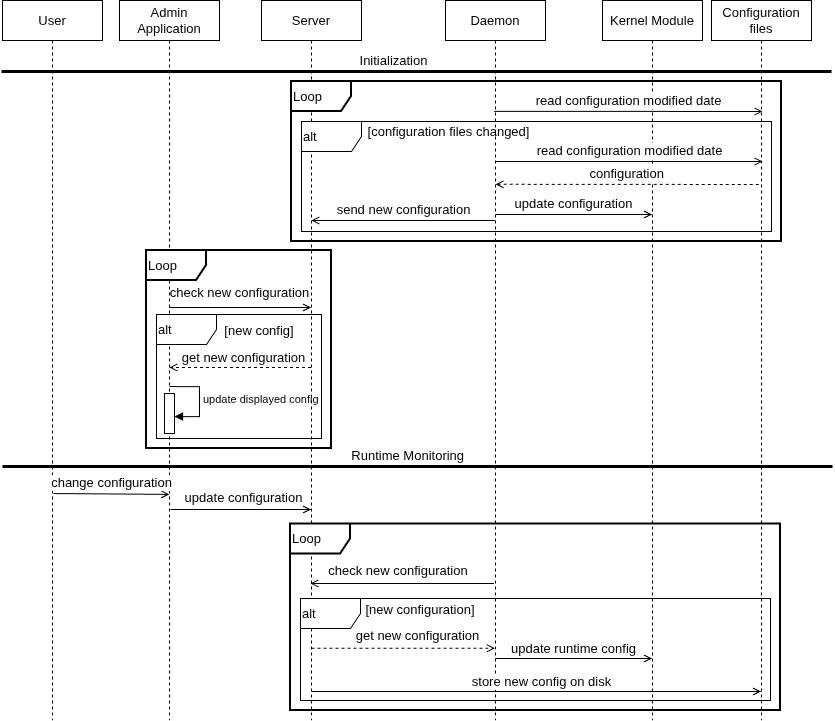 User
Admin
Application
Server
Daemon
Kernel Module
Configuration
files
Initialization
Loop
read configuration modified date
alt
[configuration files changed]
read configuration modified date
configuration
update configuration
send new configuration
Loop
check new configuration
alt
[new config]
get new configuration
update displayed config
Runtime Monitoring
change configuration
update configuration
Loop
check new configuration
alt
[new configuration]
get new configuration
update runtime config
store new config on disk